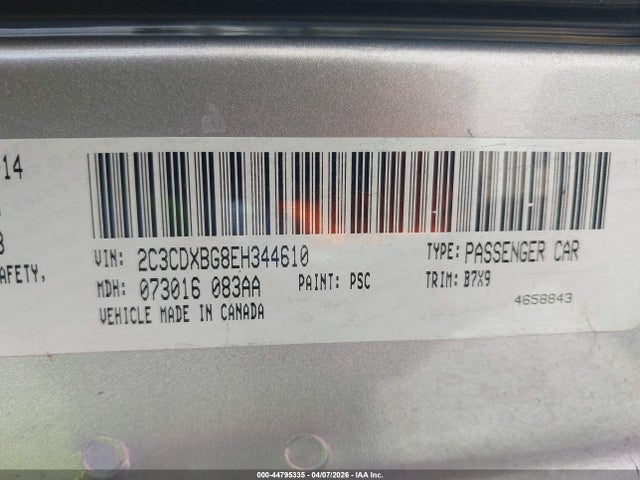 14
AFETY,
VIN: 2C3CDXBG8EH344610
TYPE: PASSENGER CAR
MDH: 073016 083AA
PAINT: PSC
TRIM: B7X9
VEHICLE MADE IN CANADA
4658843
000-44795335 - 04/07/2026 - IAA Inc.